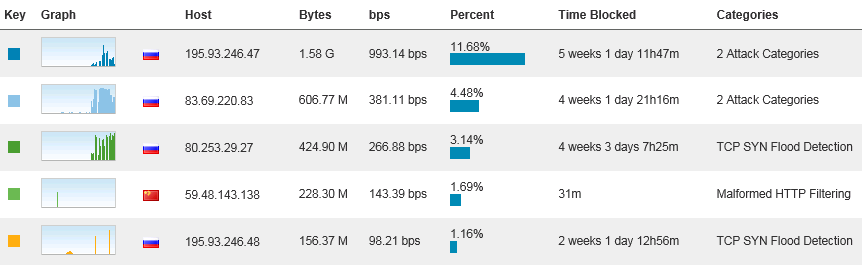 Key Graph Host Bytes bps Percent Time Blocked Categories
195.93.246.47 1.58 G 993.14 bps 11.68% 5 weeks 1 day 11h47m 2 Attack Categories
83.69.220.83 606.77 M 381.11 bps 4.48% 4 weeks 1 day 21h16m 2 Attack Categories
80.253.29.27 424.90 M 266.88 bps 3.14% 4 weeks 3 days 7h25m TCP SYN Flood Detection
59.48.143.138 228.30 M 143.39 bps 1.69% 31m Malformed HTTP Filtering
195.93.246.48 156.37 M 98.21 bps 1.16% 2 weeks 1 day 12h56m TCP SYN Flood Detection